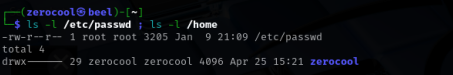 ┌──(zerocool㉿beel)-[~]
└─$ ls -l /etc/passwd ; ls -l /home
-rw-r--r-- 1 root root 3205 Jan  9 21:09 /etc/passwd
total 4
drwx------ 29 zerocool zerocool 4096 Apr 25 15:21 zerocool